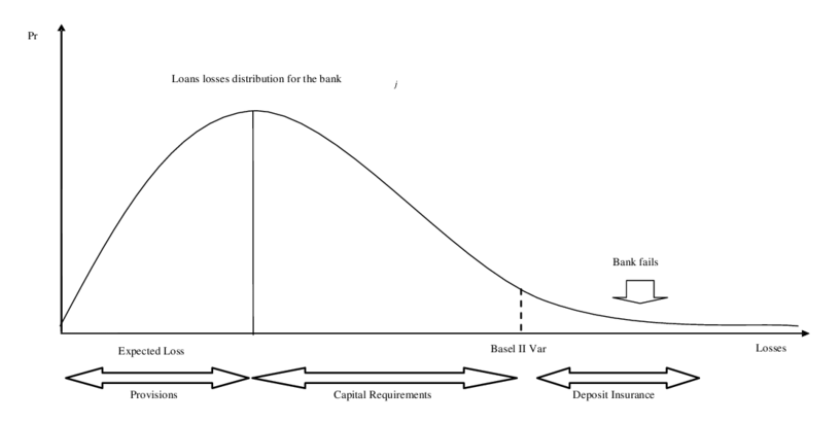 Pr
Loans losses distribution for the bank j
Bank fails
Expected Loss
Basel II Var
Losses
Provisions
Capital Requirements
Deposit Insurance